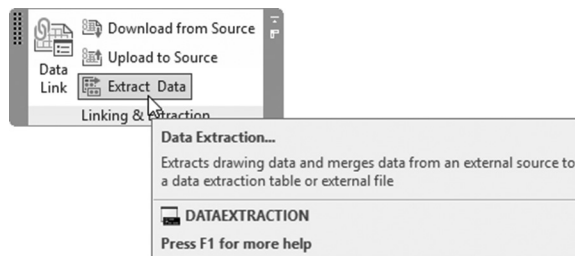 Download from Source
Upload to Source
Data
Link
Extract Data
Linking & Extraction
Data Extraction...
Extracts drawing data and merges data from an external source to
a data extraction table or external file
DATAEXTRACTION
Press F1 for more help